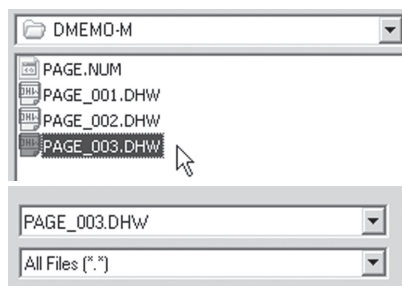 DMEMO-M
PAGE.NUM
PAGE_001.DHW
PAGE_002.DHW
PAGE_003.DHW
PAGE_003.DHW
All Files (*.*)